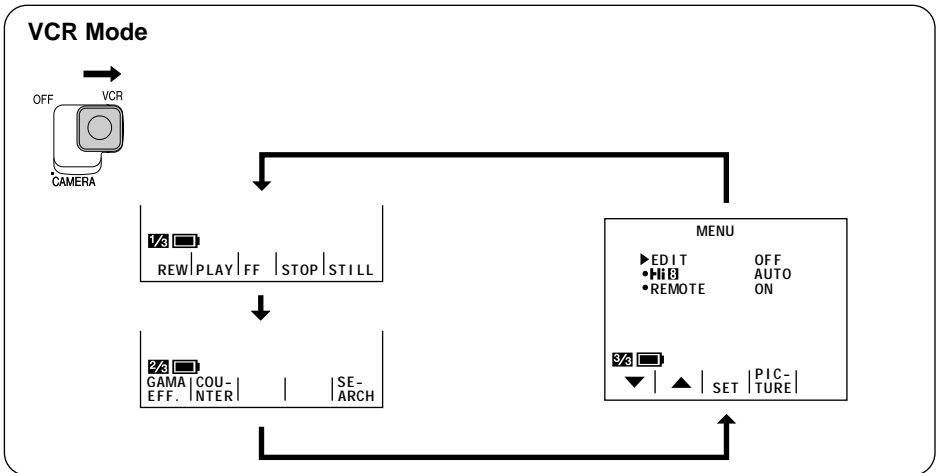 VCR Mode
OFF VCR
CAMERA
1/3
REW PLAY FF STOP STILL
2/3
GAMA COU- SE-
EFF. NTER ARCH
MENU
▶EDIT OFF
•Hi8 AUTO
•REMOTE ON
3/3
▼ ▲ SET PIC-
TURE